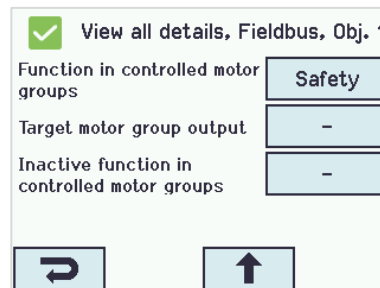 View all details, Fieldbus, Obj. 1
Function in controlled motor
groups
Safety
Target motor group output
-
Inactive function in
controlled motor groups
-